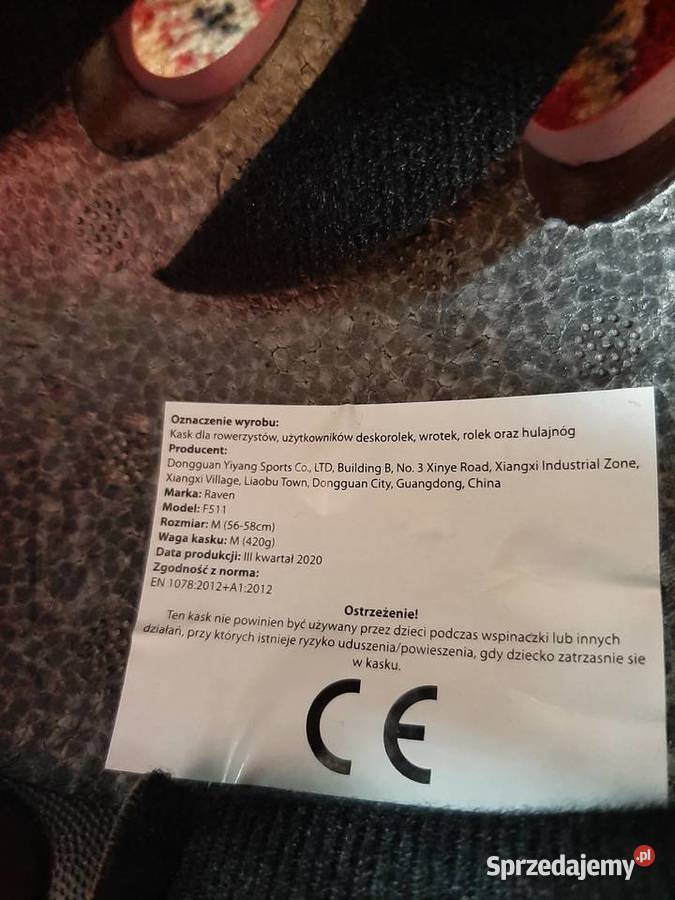 Oznaczenie wyrobu:
Kask dla rowerzystów, użytkowników deskorolek, wrotek, rolek oraz hulajnóg
Producent:
Dongguan Yiyang Sports Co., LTD, Building B, No. 3 Xinye Road, Xiangxi Industrial Zone,
Xiangxi Village, Liaobu Town, Dongguan City, Guangdong, China
Marka: Raven
Model: F511
Rozmiar: M (56-58cm)
Waga kasku: M (420g)
Data produkcji: III kwartał 2020
Zgodność z norma:
EN 1078:2012+A1:2012
Ostrzeżenie!
Ten kask nie powinien być używany przez dzieci podczas wspinaczki lub innych
działań, przy których istnieje ryzyko uduszenia/powieszenia, gdy dziecko zatrzasnie sie
w kasku.
CE
Sprzedajemy.pl